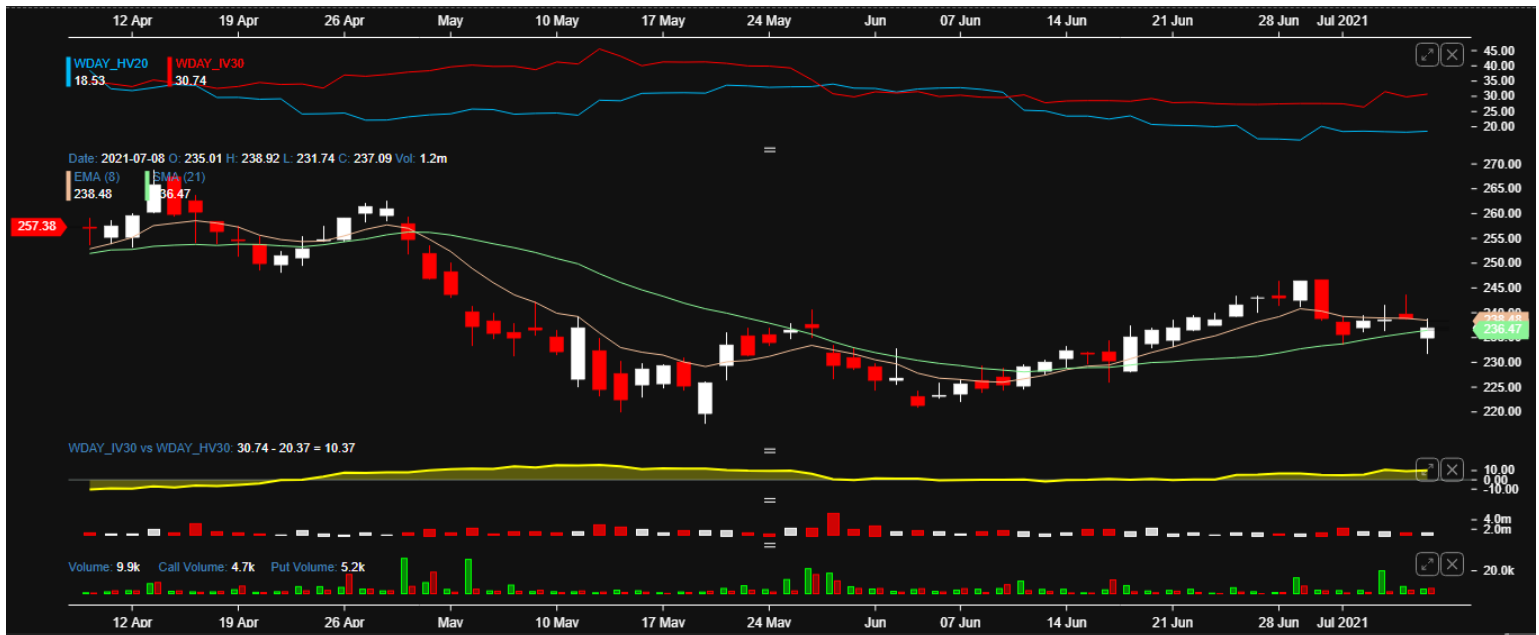 12 Apr 19 Apr 26 Apr May 10 May 17 May 24 May Jun 07 Jun 14 Jun 21 Jun 28 Jun Jul 2021
WDAY_HV20 WDAY_IV30
18.53 30.74
45.00
40.00
35.00
30.00
25.00
20.00
Date: 2021-07-08 O: 235.01 H: 238.92 L: 231.74 C: 237.09 Vol: 1.2m
EMA (8) SMA (21)
238.48 36.47
257.38
270.00
265.00
260.00
255.00
250.00
245.00
238.48
236.47
230.00
225.00
220.00
WDAY_IV30 vs WDAY_HV30: 30.74 - 20.37 = 10.37
10.00
0.00
-10.00
4.0m
2.0m
Volume: 9.9k Call Volume: 4.7k Put Volume: 5.2k
20.0k
12 Apr 19 Apr 26 Apr May 10 May 17 May 24 May Jun 07 Jun 14 Jun 21 Jun 28 Jun Jul 2021